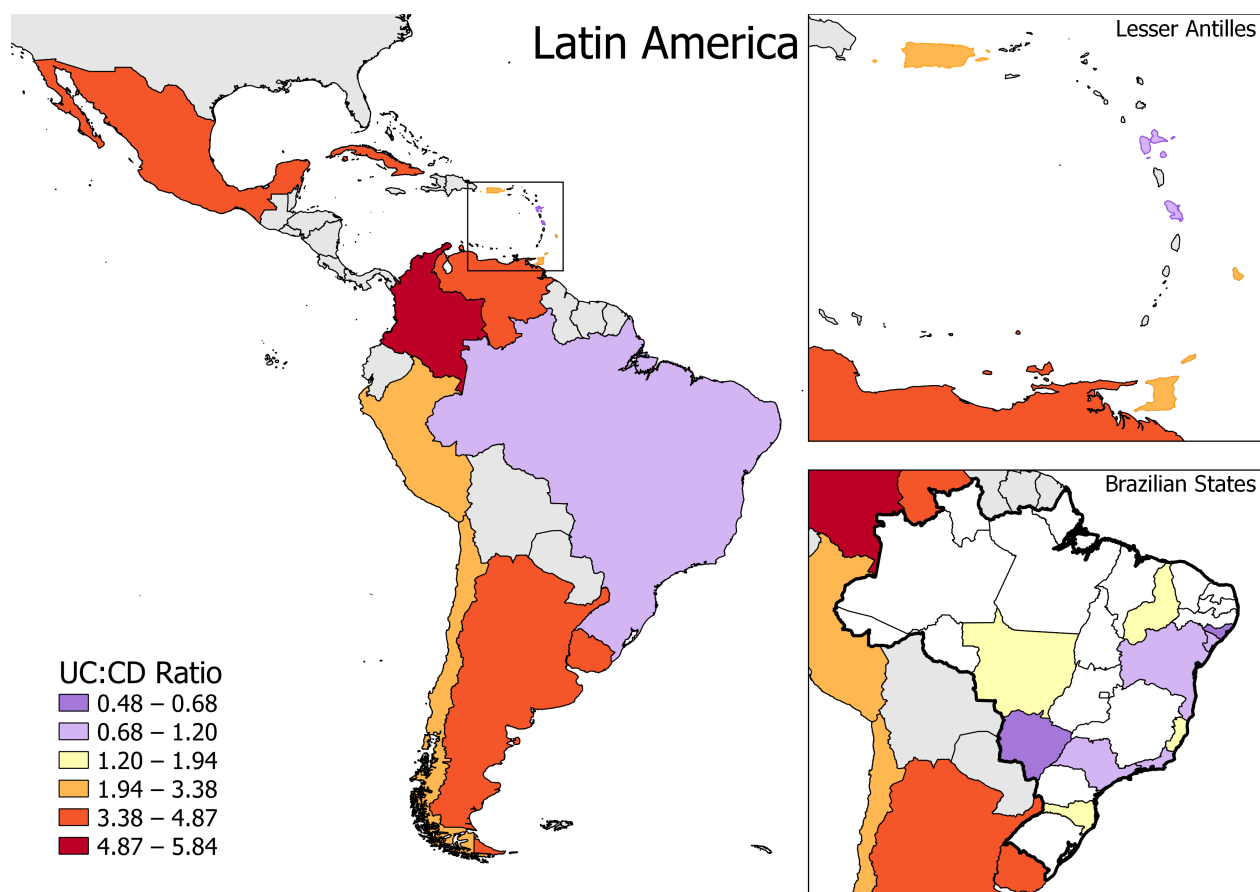 Latin America
Lesser Antilles
Brazilian States
UC:CD Ratio
0.48 – 0.68
0.68 – 1.20
1.20 – 1.94
1.94 – 3.38
3.38 – 4.87
4.87 – 5.84